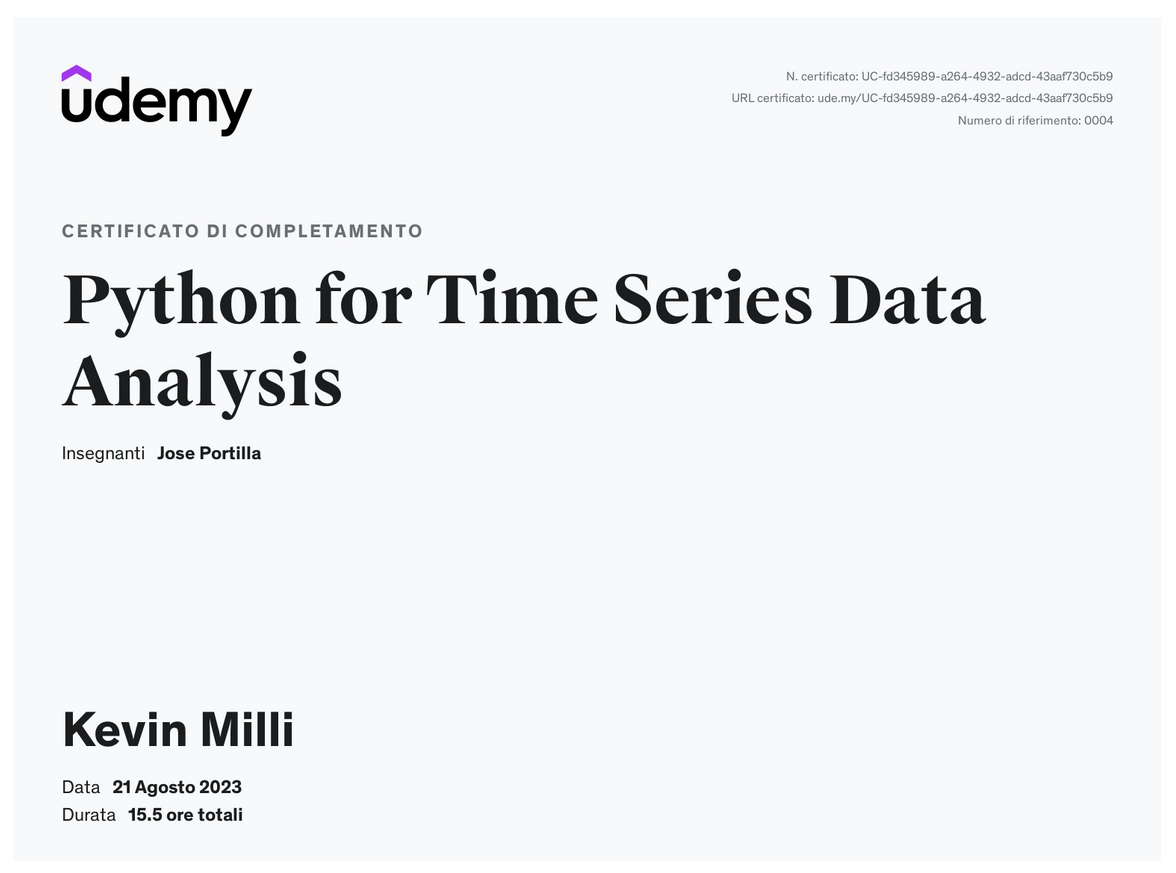 udemy
N. certificato: UC-fd345989-a264-4932-adcd-43aaf730c5b9
URL certificato: ude.my/UC-fd345989-a264-4932-adcd-43aaf730c5b9
Numero di riferimento: 0004
CERTIFICATO DI COMPLETAMENTO
Python for Time Series Data
Analysis
Insegnanti Jose Portilla
Kevin Milli
Data 21 Agosto 2023
Durata 15.5 ore totali